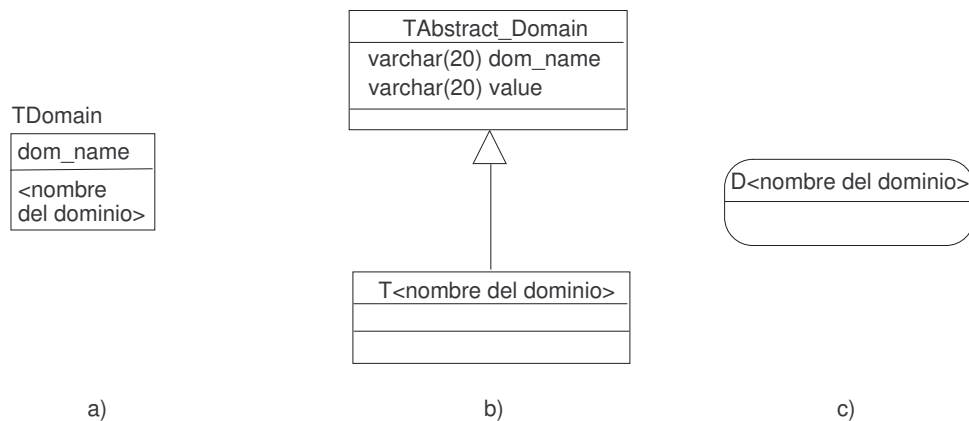 TDomain
dom_name
<nombre
del dominio>
a)
TAbstract_Domain
varchar(20) dom_name
varchar(20) value
T<nombre del dominio>
b)
D<nombre del dominio>
c)